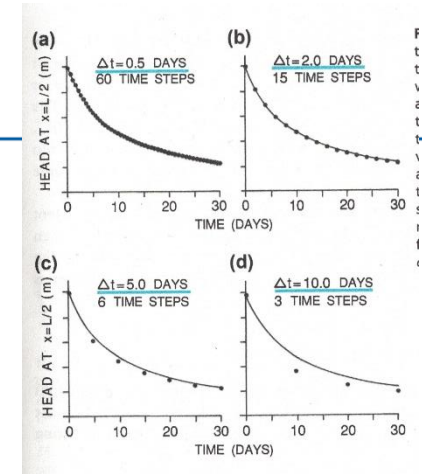 (a)
Δt=0.5 DAYS
60 TIME STEPS
HEAD AT x=L/2 (m)
0 10 20 30
(b)
Δt=2.0 DAYS
15 TIME STEPS
0 10 20 30
TIME (DAYS)
(c)
Δt=5.0 DAYS
6 TIME STEPS
HEAD AT x=L/2 (m)
0 10 20 30
(d)
Δt=10.0 DAYS
3 TIME STEPS
0 10 20 30
TIME (DAYS)